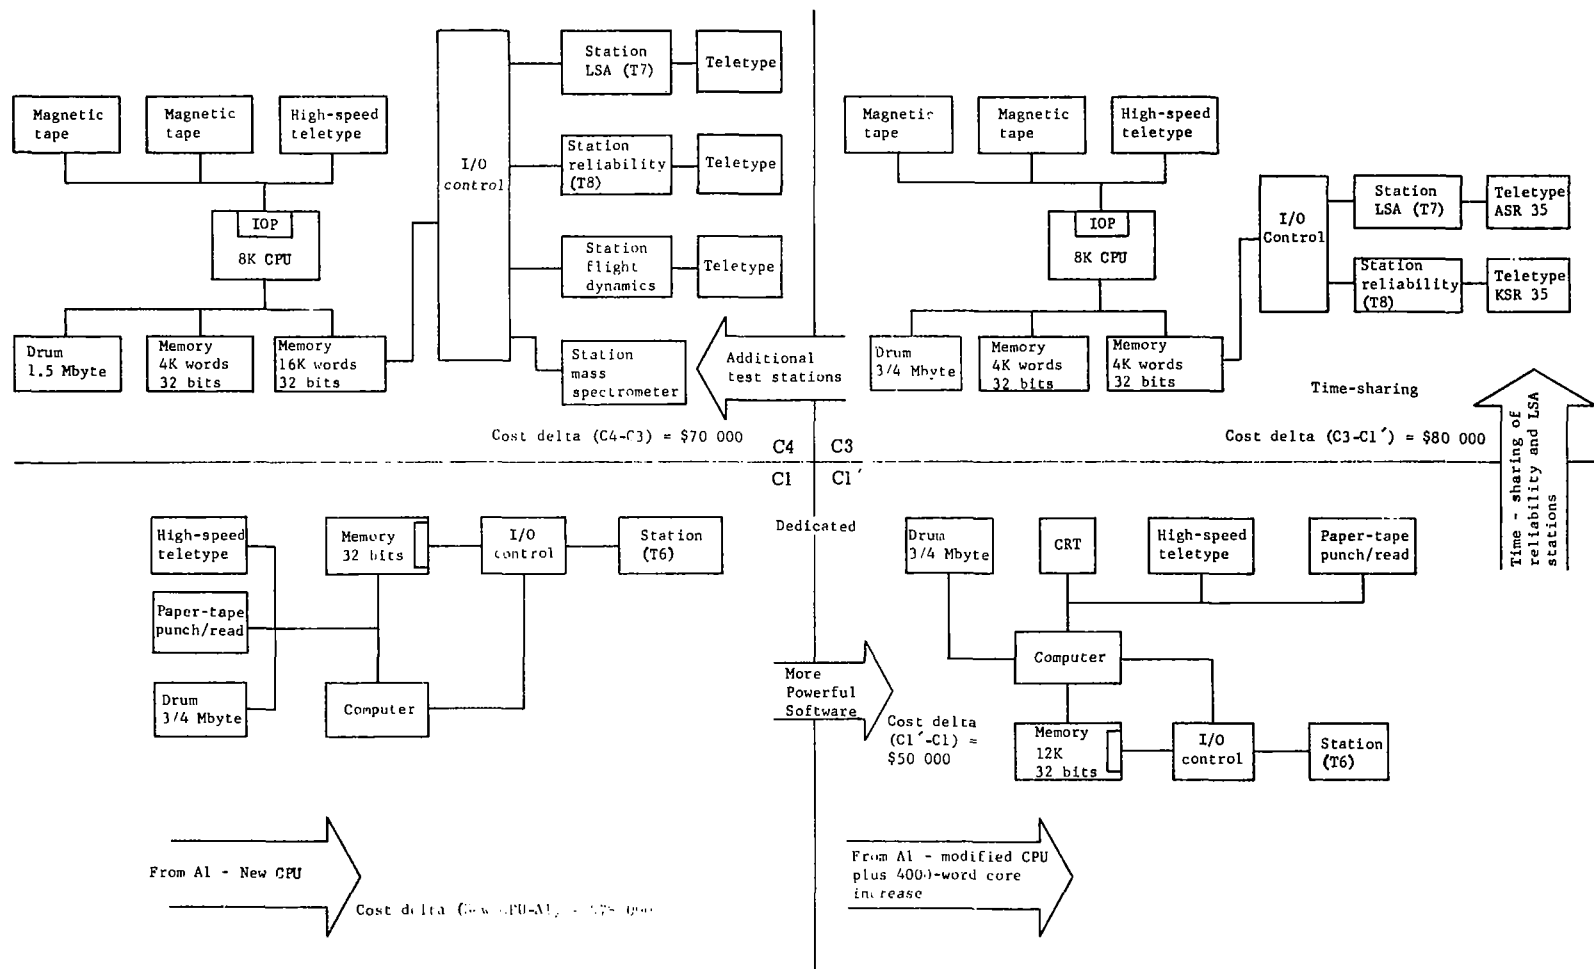 Magnetic
tape
Magnetic
tape
High-speed
teletype
IOP
8K CPU
Drum
1.5 Mbyte
Memory
4K words
32 bits
Memory
16K words
32 bits
I/O
control
Station
LSA (T7)
Teletype
Station
reliability
(T8)
Teletype
Station
flight
dynamics
Teletype
Station
mass
spectrometer
Additional
test stations
Cost delta (C4-C3) = $70 000
C4
Magnetic
tape
Magnetic
tape
High-speed
teletype
IOP
8K CPU
Drum
3/4 Mbyte
Memory
4K words
32 bits
Memory
4K words
32 bits
I/O
Control
Station
LSA (T7)
Teletype
ASR 35
Station
reliability
(T8)
Teletype
KSR 35
Time-sharing
Cost delta (C3-C1′) = $80 000
C3
Time - sharing of
reliability and LSA
stations
C1
High-speed
teletype
Paper-tape
punch/read
Drum
3/4 Mbyte
Memory
32 bits
I/O
control
Station
(T6)
Computer
From A1 - New CPU
Cost delta
C1′
Dedicated
More
Powerful
Software
Cost delta
(C1′-C1) =
$50 000
Drum
3/4 Mbyte
CRT
High-speed
teletype
Paper-tape
punch/read
Computer
Memory
12K
32 bits
I/O
control
Station
(T6)
From A1 - modified CPU
plus 4000-word core
increase